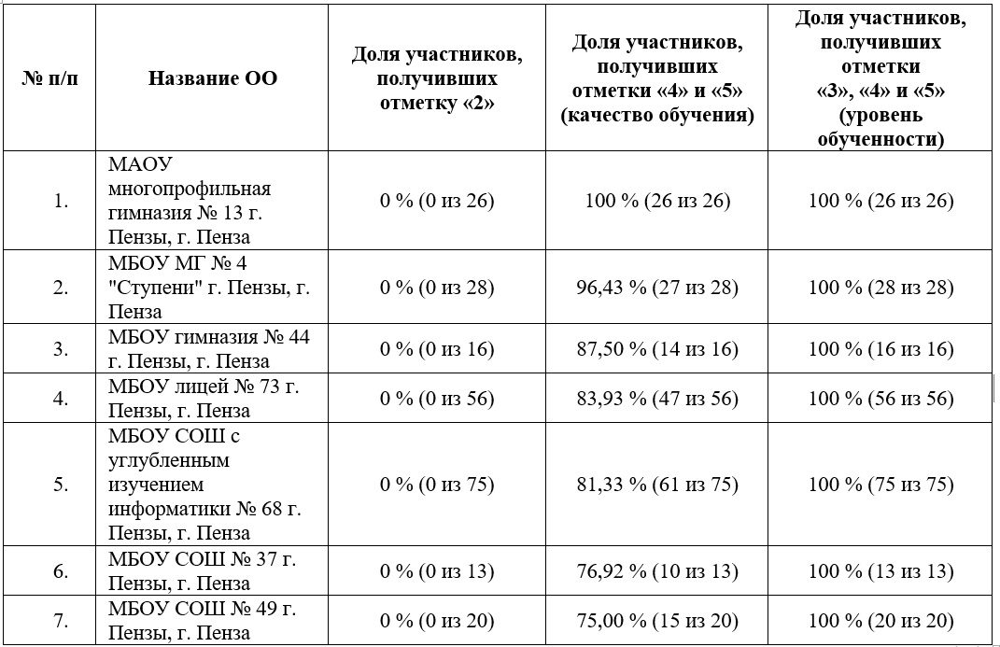 № п/п
Название ОО
Доля участников,
получивших
отметку «2»
Доля участников,
получивших
отметки «4» и «5»
(качество обучения)
Доля участников,
получивших
отметки
«3», «4» и «5»
(уровень
обученности)
1.
МАОУ
многопрофильная
гимназия № 13 г.
Пензы, г. Пенза
0 % (0 из 26)
100 % (26 из 26)
100 % (26 из 26)
2.
МБОУ МГ № 4
"Ступени" г. Пензы, г.
Пенза
0 % (0 из 28)
96,43 % (27 из 28)
100 % (28 из 28)
3.
МБОУ гимназия № 44
г. Пензы, г. Пенза
0 % (0 из 16)
87,50 % (14 из 16)
100 % (16 из 16)
4.
МБОУ лицей № 73 г.
Пензы, г. Пенза
0 % (0 из 56)
83,93 % (47 из 56)
100 % (56 из 56)
5.
МБОУ СОШ с
углубленным
изучением
информатики № 68 г.
Пензы, г. Пенза
0 % (0 из 75)
81,33 % (61 из 75)
100 % (75 из 75)
6.
МБОУ СОШ № 37 г.
Пензы, г. Пенза
0 % (0 из 13)
76,92 % (10 из 13)
100 % (13 из 13)
7.
МБОУ СОШ № 49 г.
Пензы, г. Пенза
0 % (0 из 20)
75,00 % (15 из 20)
100 % (20 из 20)